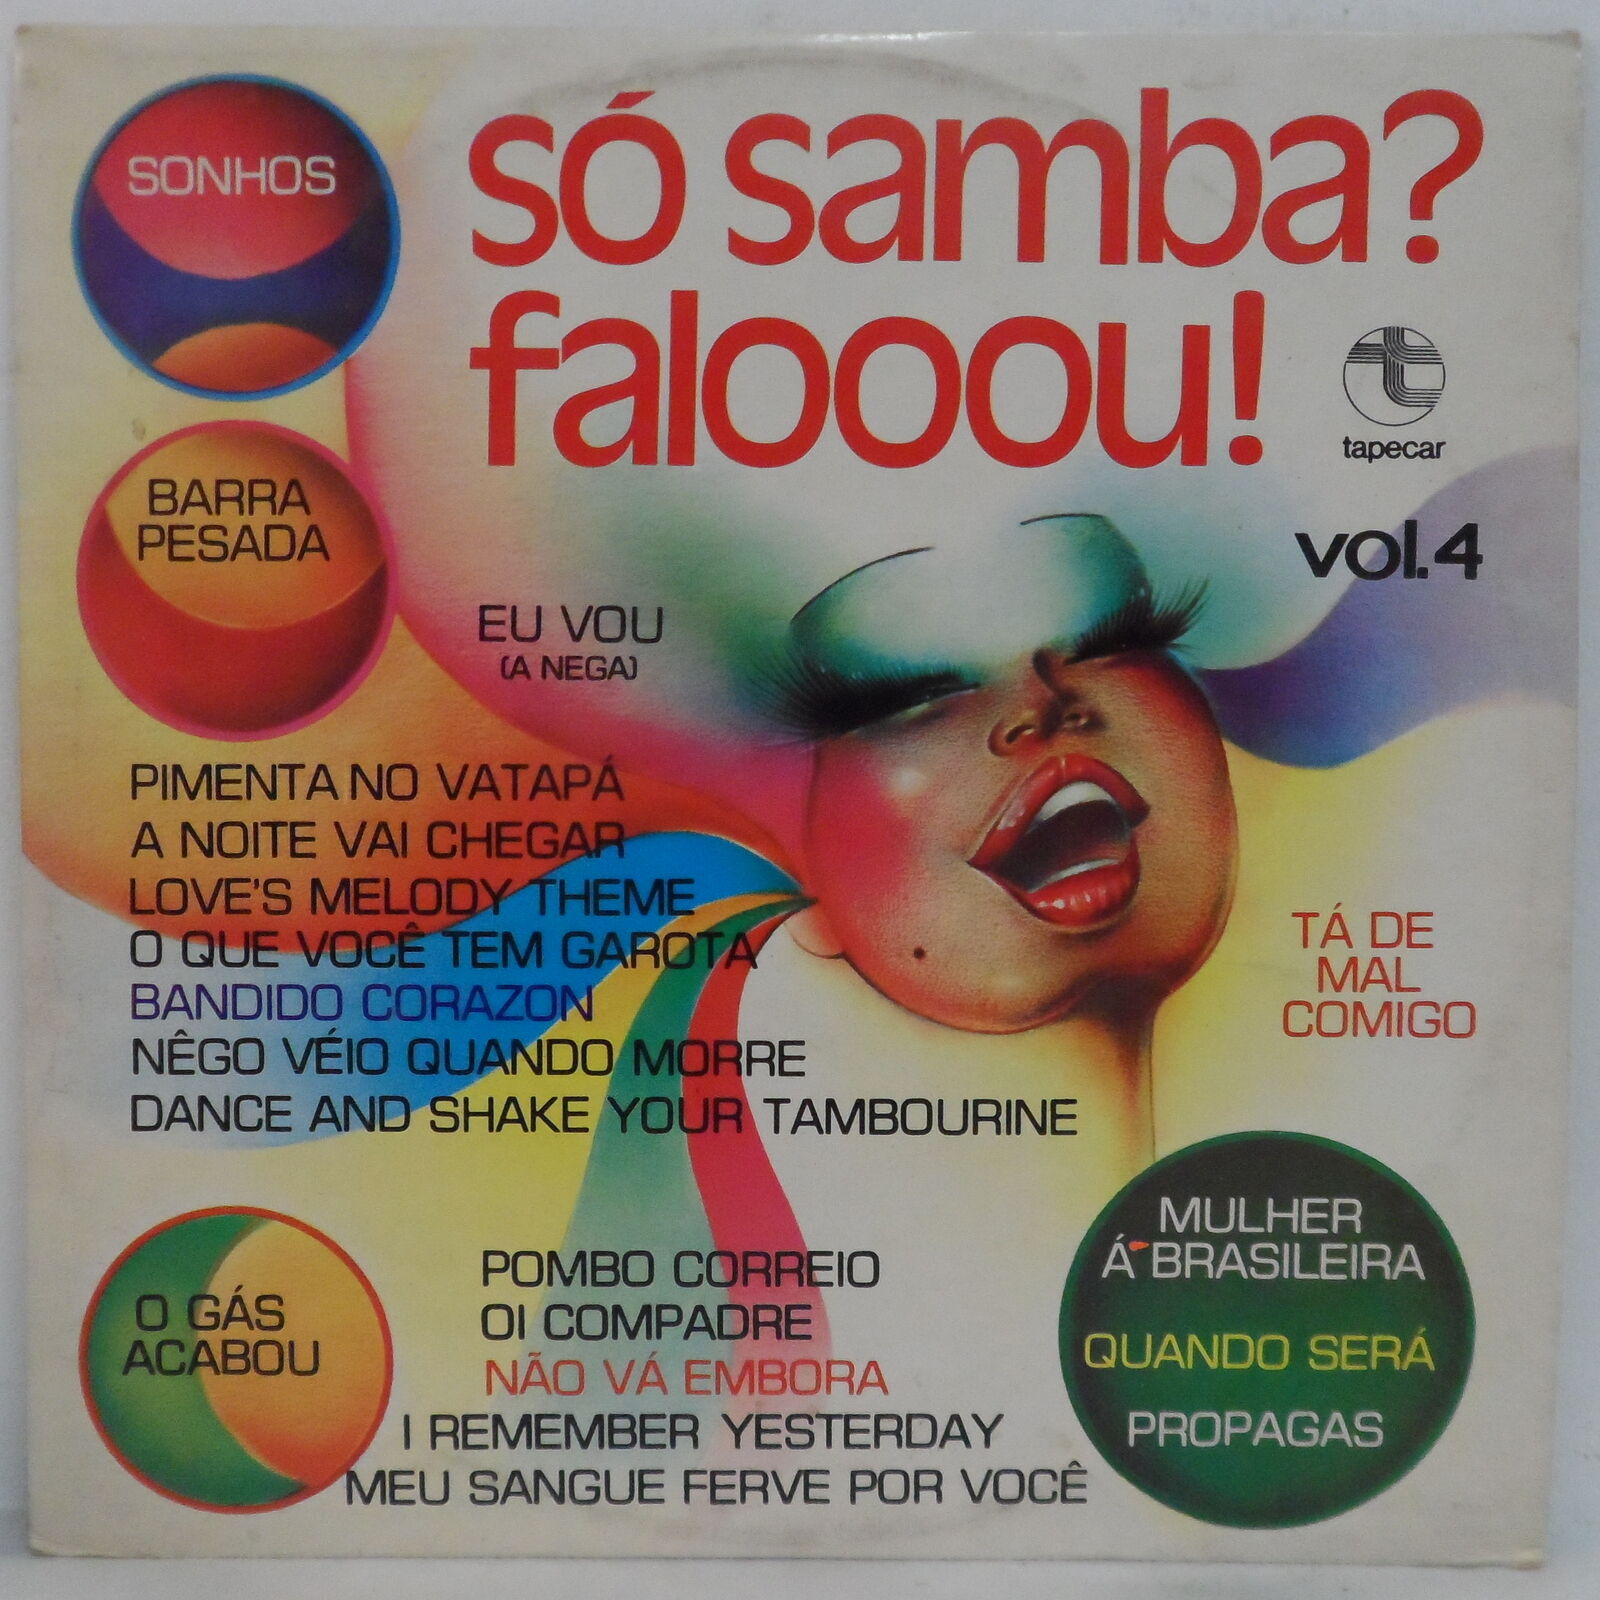 só samba?
falooou!
tapecar
vol.4
SONHOS
BARRA
PESADA
EU VOU
(A NEGA)
PIMENTA NO VATAPÁ
A NOITE VAI CHEGAR
LOVE'S MELODY THEME
O QUE VOCÊ TEM GAROTA
BANDIDO CORAZON
NÊGO VÉIO QUANDO MORRE
DANCE AND SHAKE YOUR TAMBOURINE
TÁ DE
MAL
COMIGO
O GÁS
ACABOU
POMBO CORREIO
OI COMPADRE
NÃO VÁ EMBORA
I REMEMBER YESTERDAY
MEU SANGUE FERVE POR VOCÊ
MULHER
Á BRASILEIRA
QUANDO SERÁ
PROPAGAS